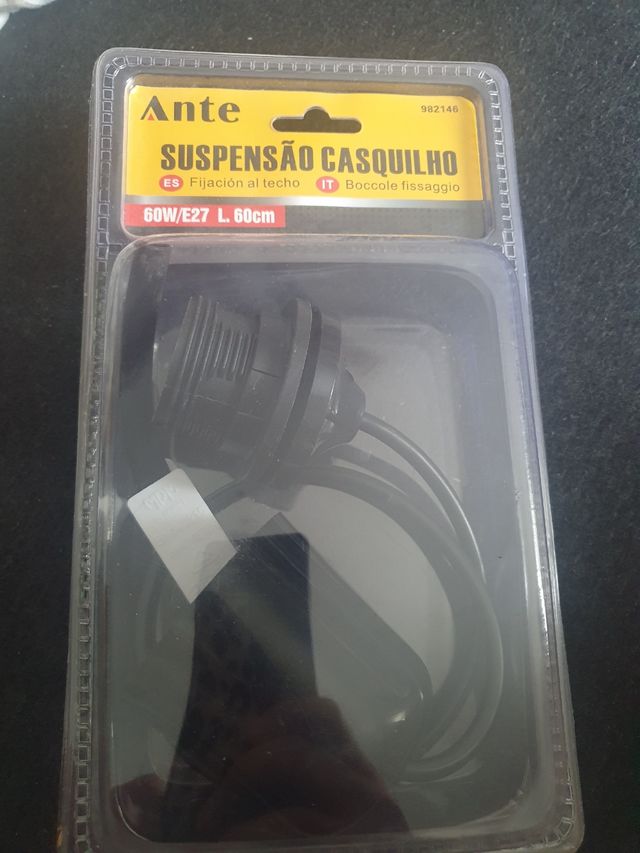 Ante
982146
SUSPENSÃO CASQUILHO
ES Fijación al techo IT Boccole fissaggio
60W/E27 L. 60cm